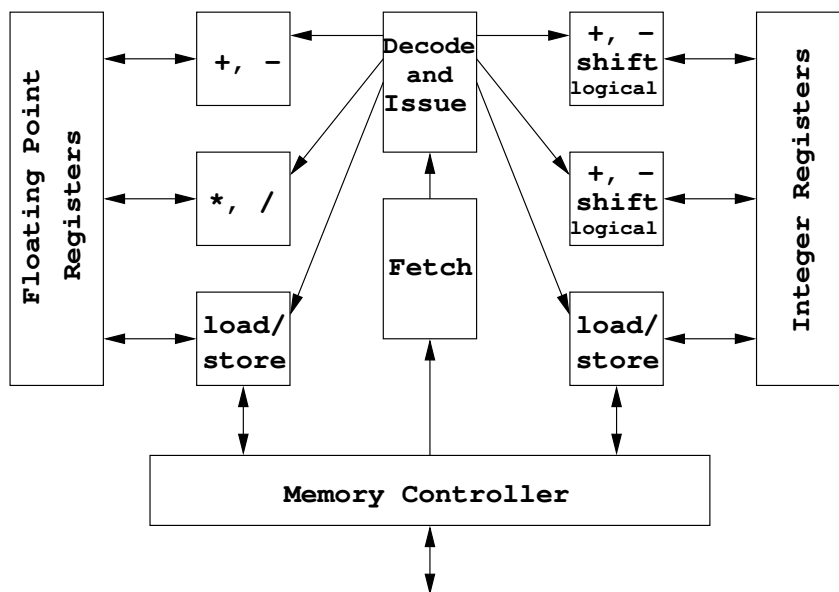 Floating Point
Registers
+, -
*, /
load/
store
Decode
and
Issue
Fetch
+, -
shift
logical
+, -
shift
logical
load/
store
Integer Registers
Memory Controller